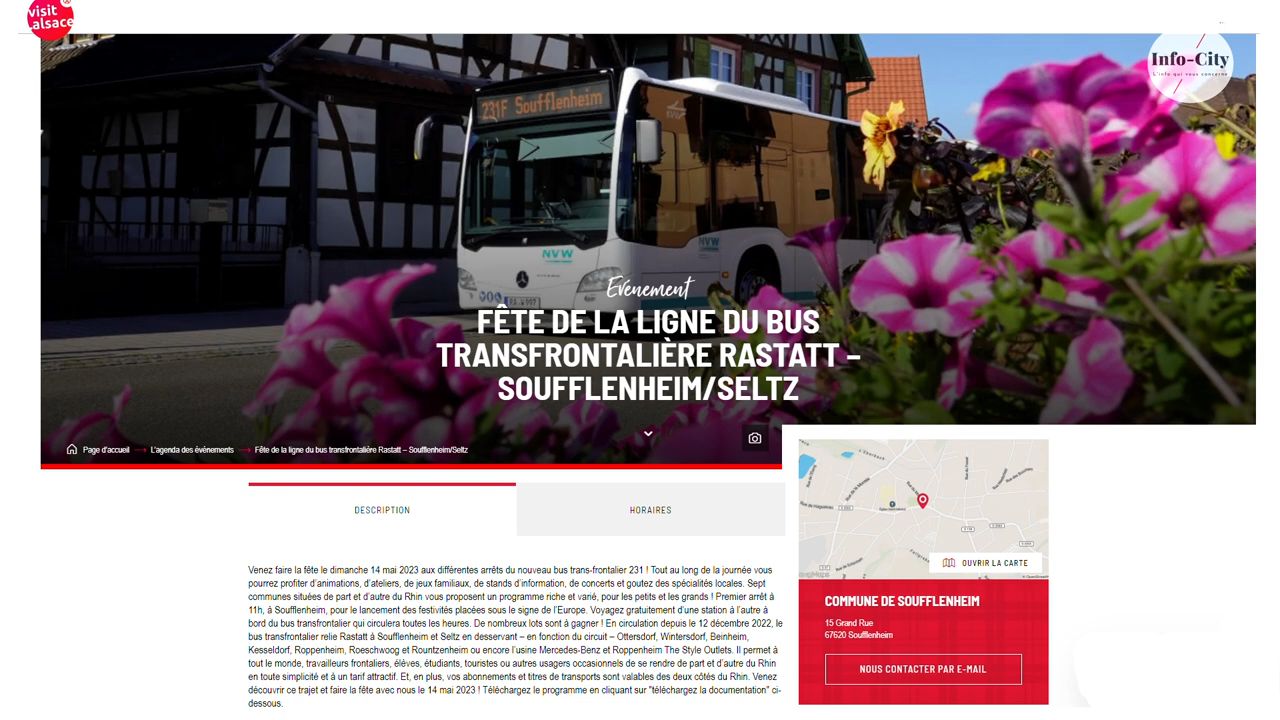 visit
.alsace
Info-City
L'info qui vous concerne
231F Soufflenheim
NVW
NVW
Evenement
FÊTE DE LA LIGNE DU BUS
TRANSFRONTALIÈRE RASTATT –
SOUFFLENHEIM/SELTZ
Page d'accueil → L'agenda des événements → Fête de la ligne du bus transfrontalière Rastatt – Soufflenheim/Seltz
DESCRIPTION
HORAIRES
Venez faire la fête le dimanche 14 mai 2023 aux différentes arrêts du nouveau bus trans-frontalier 231 ! Tout au long de la journée vous
pourrez profiter d'animations, d'ateliers, de jeux familiaux, de stands d'information, de concerts et goutez des spécialités locales. Sept
communes situées de part et d'autre du Rhin vous proposent un programme riche et varié, pour les petits et les grands ! Premier arrêt à
11h, à Soufflenheim, pour le lancement des festivités placées sous le signe de l'Europe. Voyagez gratuitement d'une station à l'autre à
bord du bus transfrontalier qui circulera toutes les heures. De nombreux lots sont à gagner ! En circulation depuis le 12 décembre 2022, le
bus transfrontalier relie Rastatt à Soufflenheim et Seltz en desservant – en fonction du circuit – Ottersdorf, Wintersdorf, Beinheim,
Kesseldorf, Roppenheim, Roeschwoog et Rountzenheim ou encore l'usine Mercedes-Benz et Roppenheim The Style Outlets. Il permet à
tout le monde, travailleurs frontaliers, élèves, étudiants, touristes ou autres usagers occasionnels de se rendre de part et d'autre du Rhin
en toute simplicité et à un tarif attractif. Et, en plus, vos abonnements et titres de transports sont valables des deux côtés du Rhin. Venez
découvrir ce trajet et faire la fête avec nous le 14 mai 2023 ! Téléchargez le programme en cliquant sur "téléchargez la documentation" ci-
dessous.
OUVRIR LA CARTE
COMMUNE DE SOUFFLENHEIM
15 Grand Rue
67620 Soufflenheim
NOUS CONTACTER PAR E-MAIL